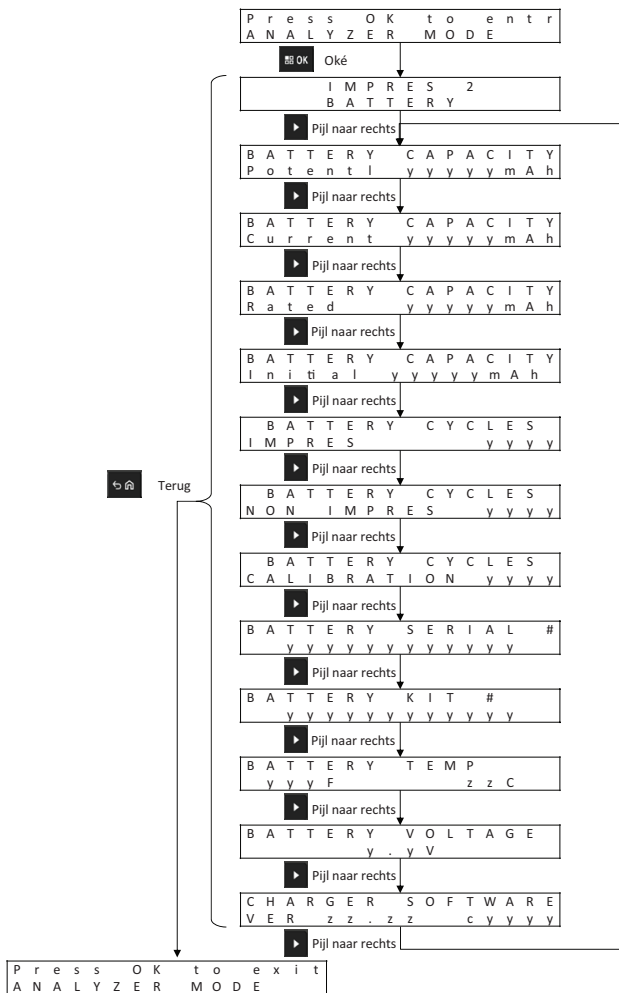 Press OK to entr
ANALYZER MODE
OK Oké
IMPRES 2
BATTERY
Pijl naar rechts
BATTERY CAPACITY
Potentl yyyyymAh
Pijl naar rechts
BATTERY CAPACITY
Current yyyyymAh
Pijl naar rechts
BATTERY CAPACITY
Rated yyyyymAh
Pijl naar rechts
BATTERY CAPACITY
Initial yyyyymAh
Pijl naar rechts
BATTERY CYCLES
IMPRES yyyy
Pijl naar rechts
Terug
BATTERY CYCLES
NON IMPRES yyyy
Pijl naar rechts
BATTERY CYCLES
CALIBRATION yyyy
Pijl naar rechts
BATTERY SERIAL #
yyyyyyyyyyy
Pijl naar rechts
BATTERY KIT #
yyyyyyyyyyy
Pijl naar rechts
BATTERY TEMP
yyyF zzC
Pijl naar rechts
BATTERY VOLTAGE
y.yV
Pijl naar rechts
CHARGER SOFTWARE
VER zz.zz cyyyy
Pijl naar rechts
Press OK to exit
ANALYZER MODE